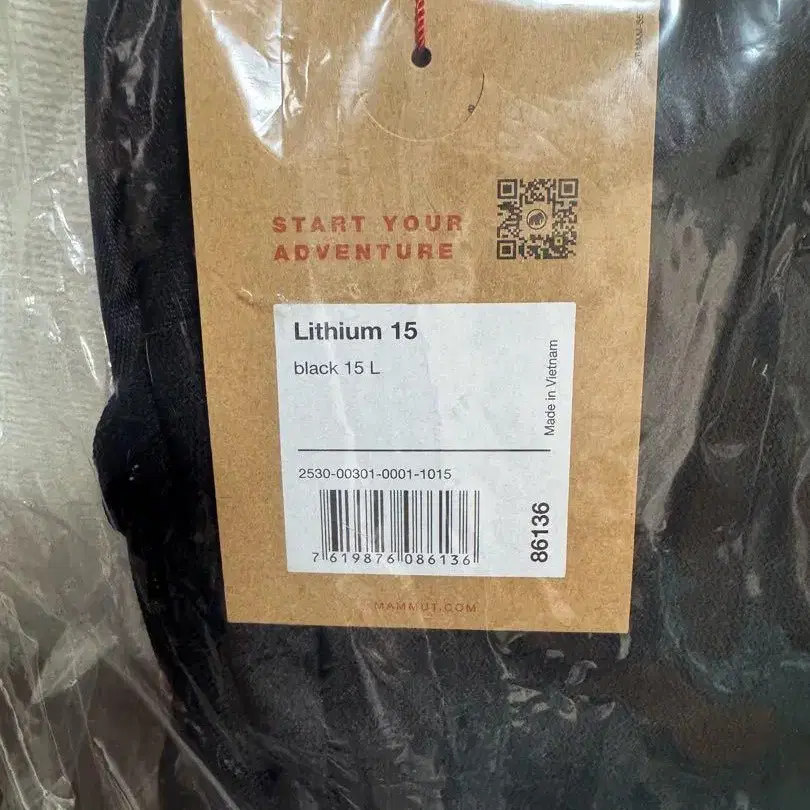 START YOUR
ADVENTURE
Lithium 15
black 15 L
Made in Vietnam
2530-00301-0001-1015
7 619876 086136
86136
MAMMUT.COM